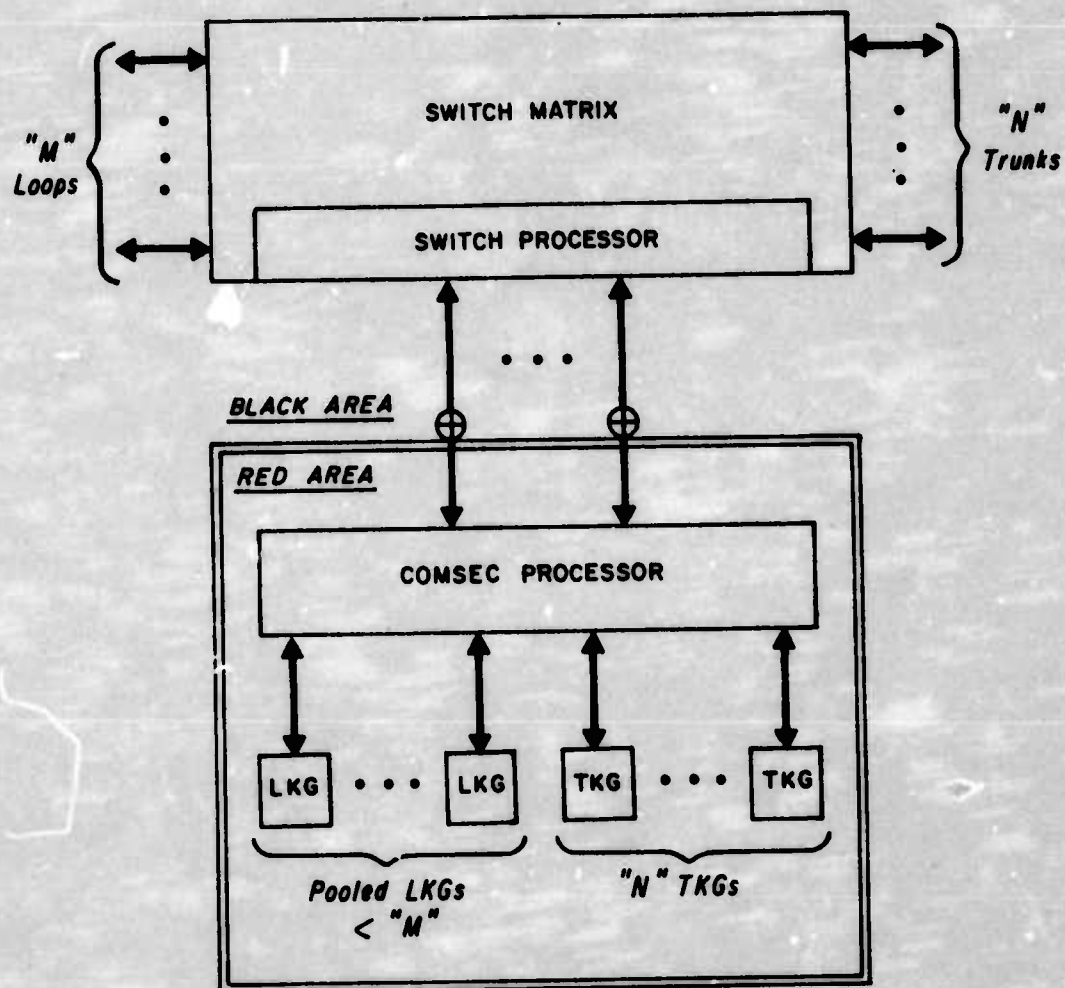 SWITCH MATRIX
"M"
Loops
"N"
Trunks
SWITCH PROCESSOR
BLACK AREA
RED AREA
COMSEC PROCESSOR
LKG
LKG
TKG
TKG
Pooled LKGs
< "M"
"N" TKGs